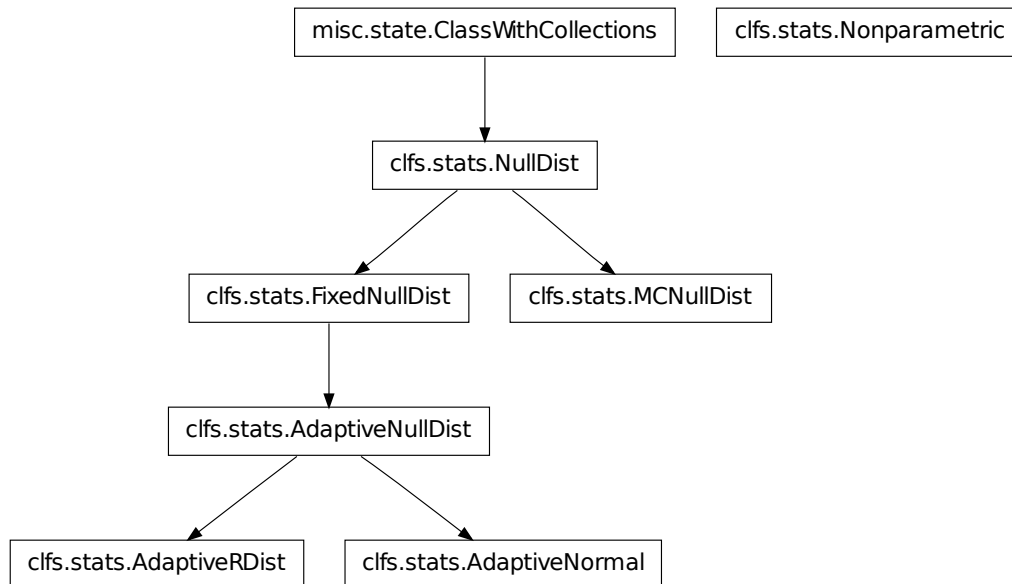 misc.state.ClassWithCollections
clfs.stats.Nonparametric
clfs.stats.NullDist
clfs.stats.FixedNullDist
clfs.stats.MCNullDist
clfs.stats.AdaptiveNullDist
clfs.stats.AdaptiveRDist
clfs.stats.AdaptiveNormal